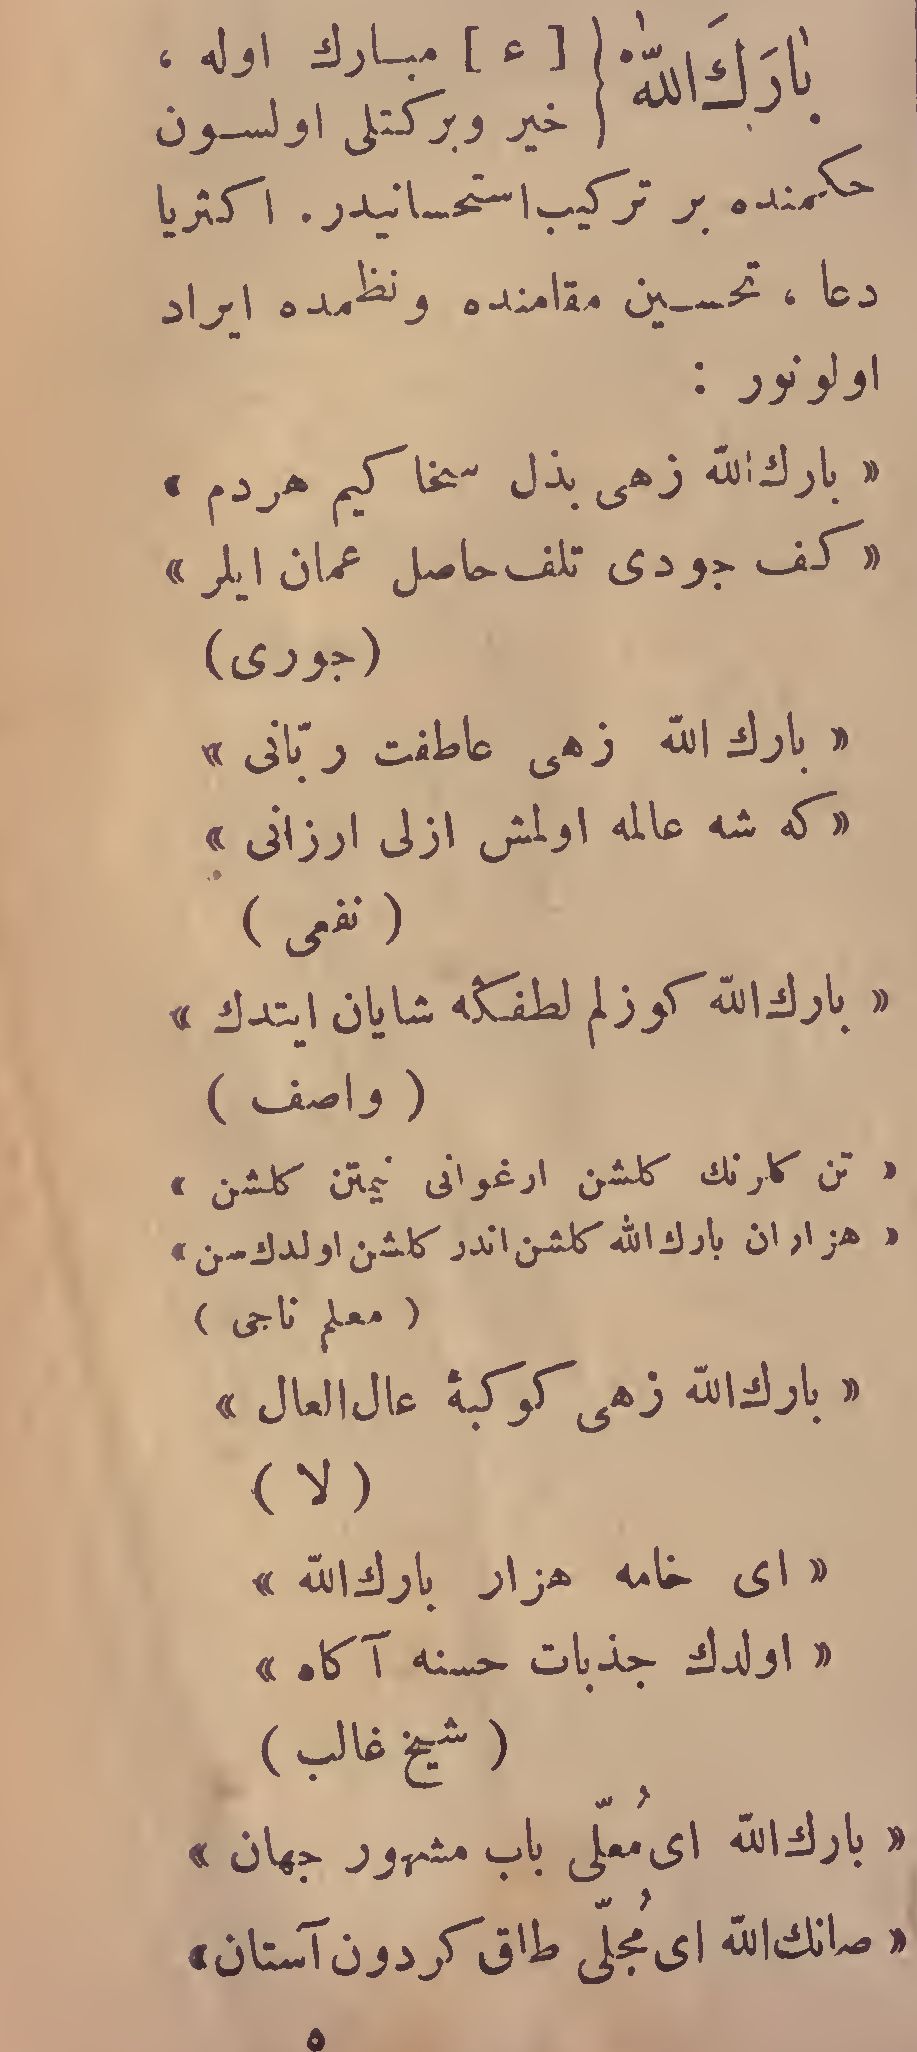 بَارَكَ اللّٰهُ { [ ع ] مبارك اوله ،
خير وبركتلى اولسون
حكمنده بر تركيب استحسانيدر. اكثريا
دعا ، تحسين مقامنده ونظمده ايراد
اولونور :
« بارك الله زهى بذل سخا كيم هردم »
« كف جودى تلف حاصل عمان ايلر »
(جورى)
« بارك الله زهى عاطفت ربّانى »
« كه شه عالمه اولمش ازلى ارزانى »
( نفعى )
« بارك الله كوزلم لطفكه شايان ايتدك »
( واصف )
« تن كلرنك كلشن ارغوانى نيمتن كلشن »
« هزاران بارك الله كلشن اندر كلشن اولدك سن »
( معلم ناجى )
« بارك الله زهى كوكبۀ عال العال »
( لا )
« اى خامه هزار بارك الله »
« اولدك جذبات حسنه آكاه »
( شيخ غالب )
« بارك الله اى مُعلّى باب مشهور جهان »
« صانك الله اى مُجلّى طاق كردون آستان »
٥